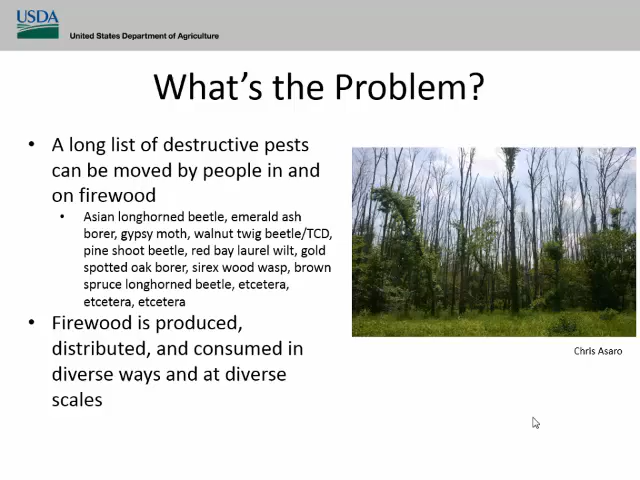 USDA
United States Department of Agriculture
What's the Problem?
• A long list of destructive pests
can be moved by people in and
on firewood
• Asian longhorned beetle, emerald ash
borer, gypsy moth, walnut twig beetle/TCD,
pine shoot beetle, red bay laurel wilt, gold
spotted oak borer, sirex wood wasp, brown
spruce longhorned beetle, etcetera,
etcetera, etcetera
• Firewood is produced,
distributed, and consumed in
diverse ways and at diverse
scales
Chris Asaro